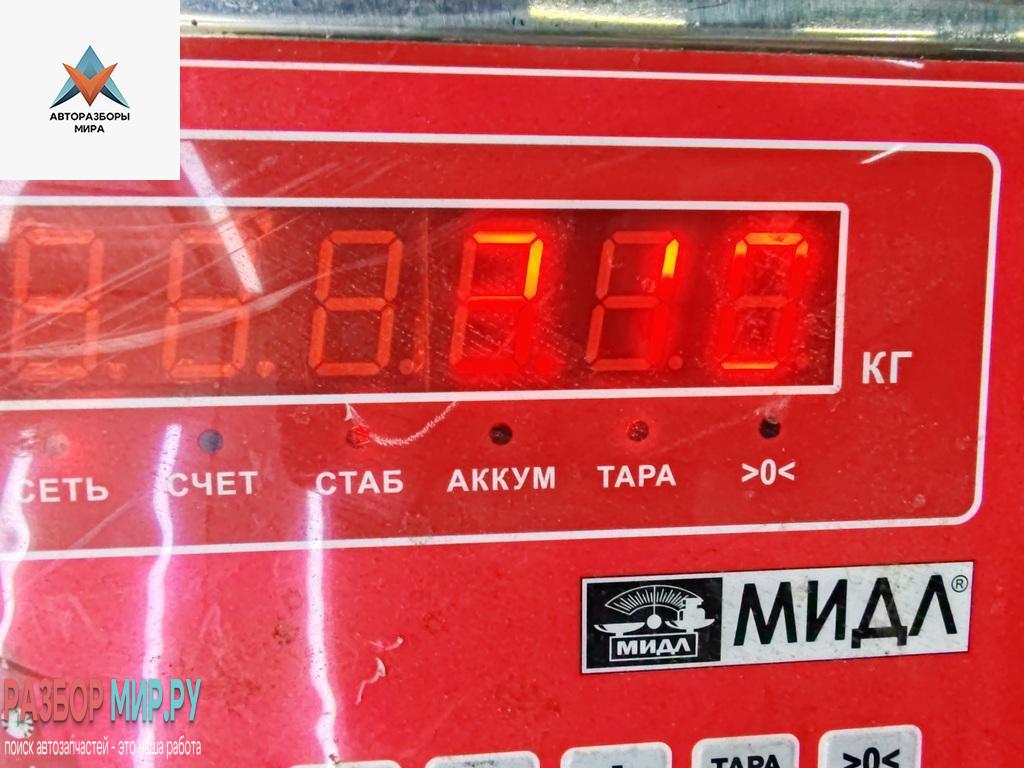 АВТОРАЗБОРЫ
МИРА
КГ
СЕТЬ СЧЕТ СТАБ АККУМ ТАРА >0<
МИДЛ МИДЛ®
РАЗБОР МИР.РУ
поиск автозапчастей - это наша работа
ТАРА >0<